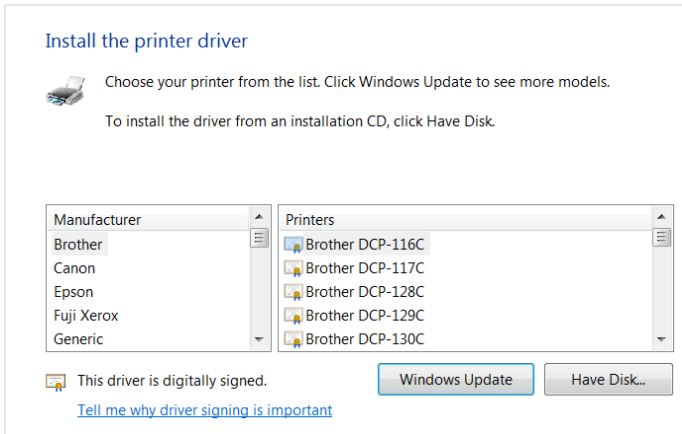 Install the printer driver
Choose your printer from the list. Click Windows Update to see more models.
To install the driver from an installation CD, click Have Disk.
Manufacturer
Brother
Canon
Epson
Fuji Xerox
Generic
Printers
Brother DCP-116C
Brother DCP-117C
Brother DCP-128C
Brother DCP-129C
Brother DCP-130C
This driver is digitally signed.
Tell me why driver signing is important
Windows Update
Have Disk...